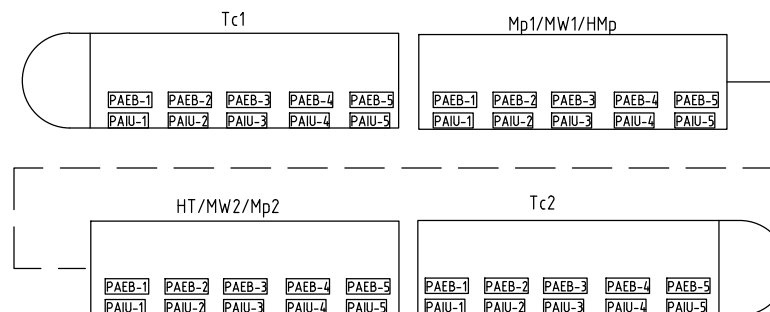 Tc1 Mp1/MW1/HMp
PAEB-1 PAEB-2 PAEB-3 PAEB-4 PAEB-5 PAEB-1 PAEB-2 PAEB-3 PAEB-4 PAEB-5
PAIU-1 PAIU-2 PAIU-3 PAIU-4 PAIU-5 PAIU-1 PAIU-2 PAIU-3 PAIU-4 PAIU-5
HT/MW2/Mp2 Tc2
PAEB-1 PAEB-2 PAEB-3 PAEB-4 PAEB-5 PAEB-1 PAEB-2 PAEB-3 PAEB-4 PAEB-5
PAIU-1 PAIU-2 PAIU-3 PAIU-4 PAIU-5 PAIU-1 PAIU-2 PAIU-3 PAIU-4 PAIU-5